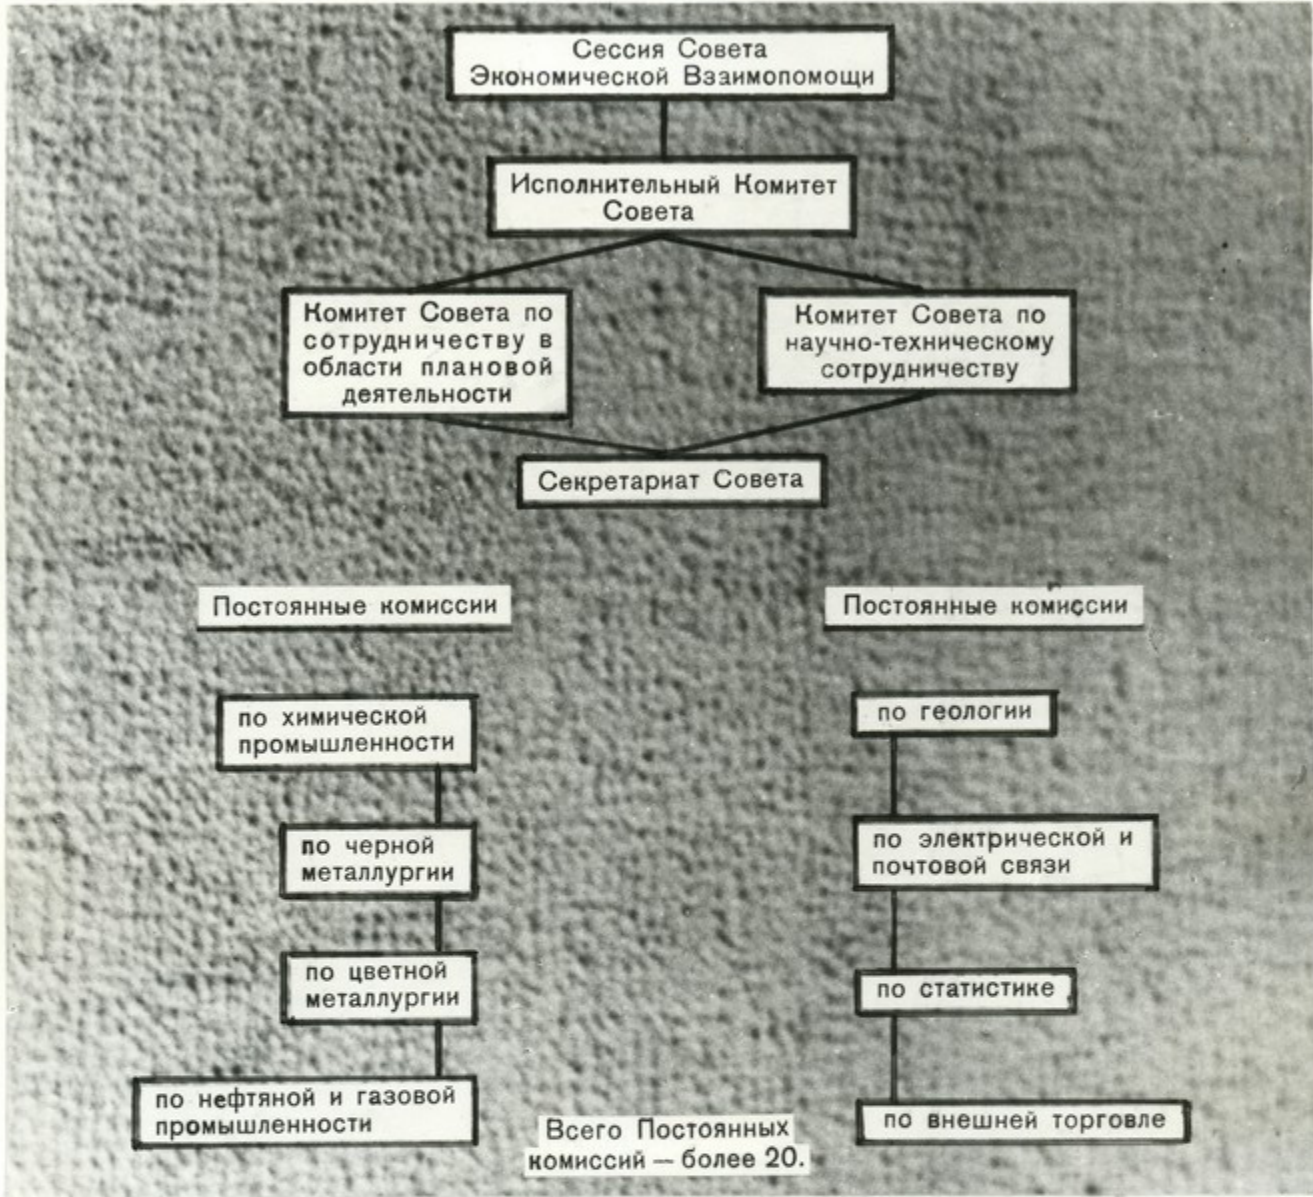 Сессия Совета
Экономической Взаимопомощи
Исполнительный Комитет
Совета
Комитет Совета по
сотрудничеству в
области плановой
деятельности
Комитет Совета по
научно-техническому
сотрудничеству
Секретариат Совета
Постоянные комиссии
по химической
промышленности
по черной
металлургии
по цветной
металлургии
по нефтяной и газовой
промышленности
Постоянные комиссии
по геологии
по электрической и
почтовой связи
по статистике
по внешней торговле
Всего Постоянных
комиссий — более 20.